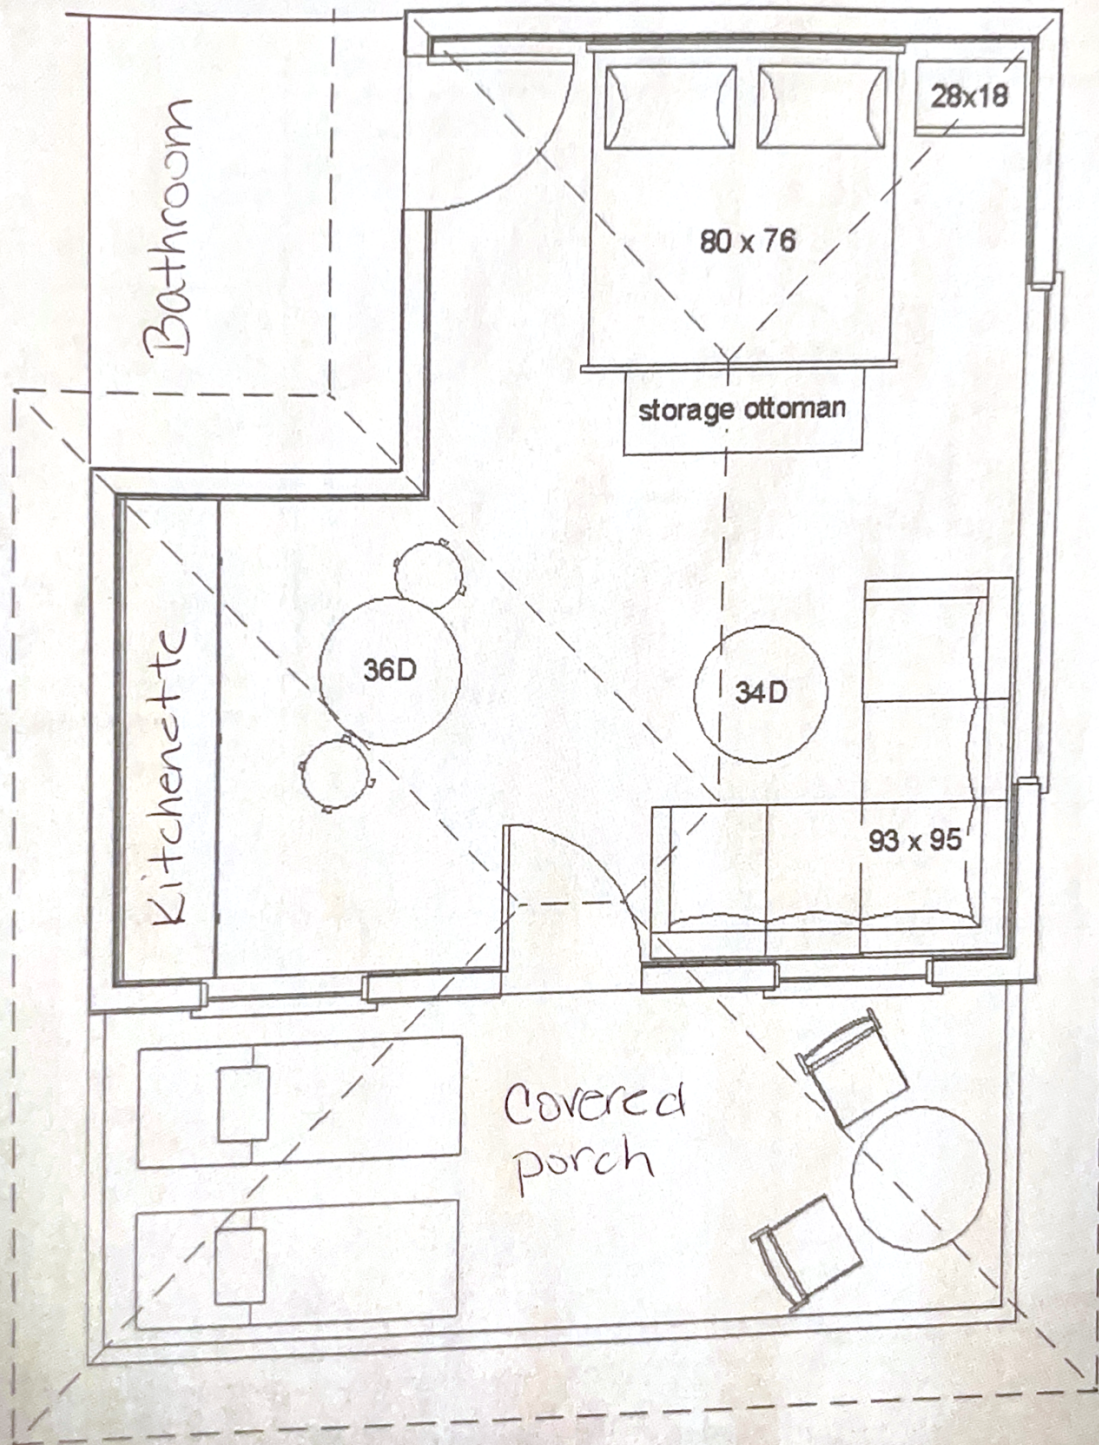 Bathroom
28x18
80 x 76
storage ottoman
Kitchenette
36D
34D
93 x 95
Covered
porch